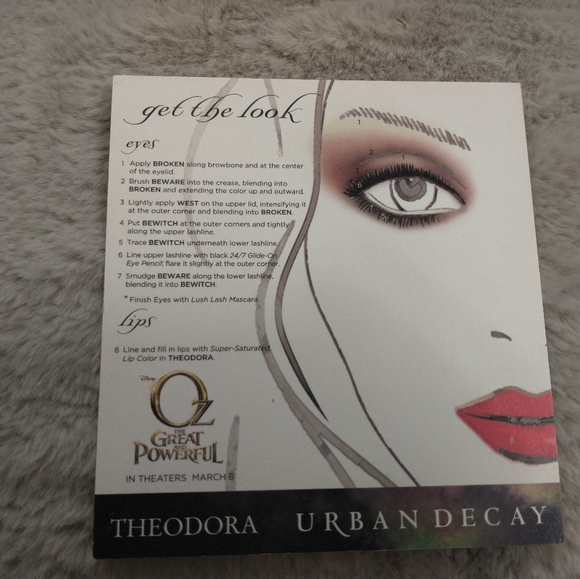 get the look
eyes
1 Apply BROKEN along browbone and at the center
of the eyelid.
2 Brush BEWARE into the crease, blending into
BROKEN and extending the color up and outward.
3 Lightly apply WEST on the upper lid, intensifying it
at the outer corner and blending into BROKEN.
4 Put BEWITCH at the outer corners and tightly
along the upper lashline.
5 Trace BEWITCH underneath lower lashline.
6 Line upper lashline with black 24/7 Glide-On
Eye Pencil; flare it slightly at the outer corner.
7 Smudge BEWARE along the lower lashline,
blending it into BEWITCH.
* Finish Eyes with Lush Lash Mascara.
lips
8 Line and fill in lips with Super-Saturated
Lip Color in THEODORA.
1
2
1
6
Disney
OZ
THE
GREAT
AND
POWERFUL
IN THEATERS MARCH 8
THEODORA URBAN DECAY